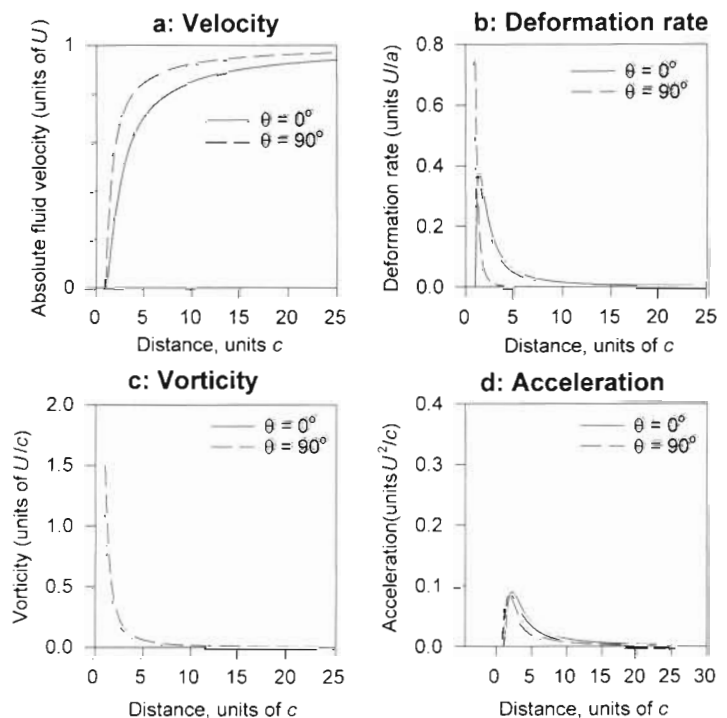 a: Velocity
Absolute fluid velocity (units of U)
1
0
θ = 0°
θ = 90°
0 5 10 15 20 25
Distance, units c
b: Deformation rate
Deformation rate (units U/a)
0.8
0.6
0.4
0.2
0.0
θ = 0°
θ = 90°
0 5 10 15 20 25
Distance, units of c
c: Vorticity
Vorticity (units of U/c)
2.0
1.5
1.0
0.5
0.0
θ = 0°
θ = 90°
0 5 10 15 20 25
Distance, units of c
d: Acceleration
Acceleration(units U²/c)
0.4
0.3
0.2
0.1
0.0
θ = 0°
θ = 90°
0 5 10 15 20 25 30
Distance, units of c